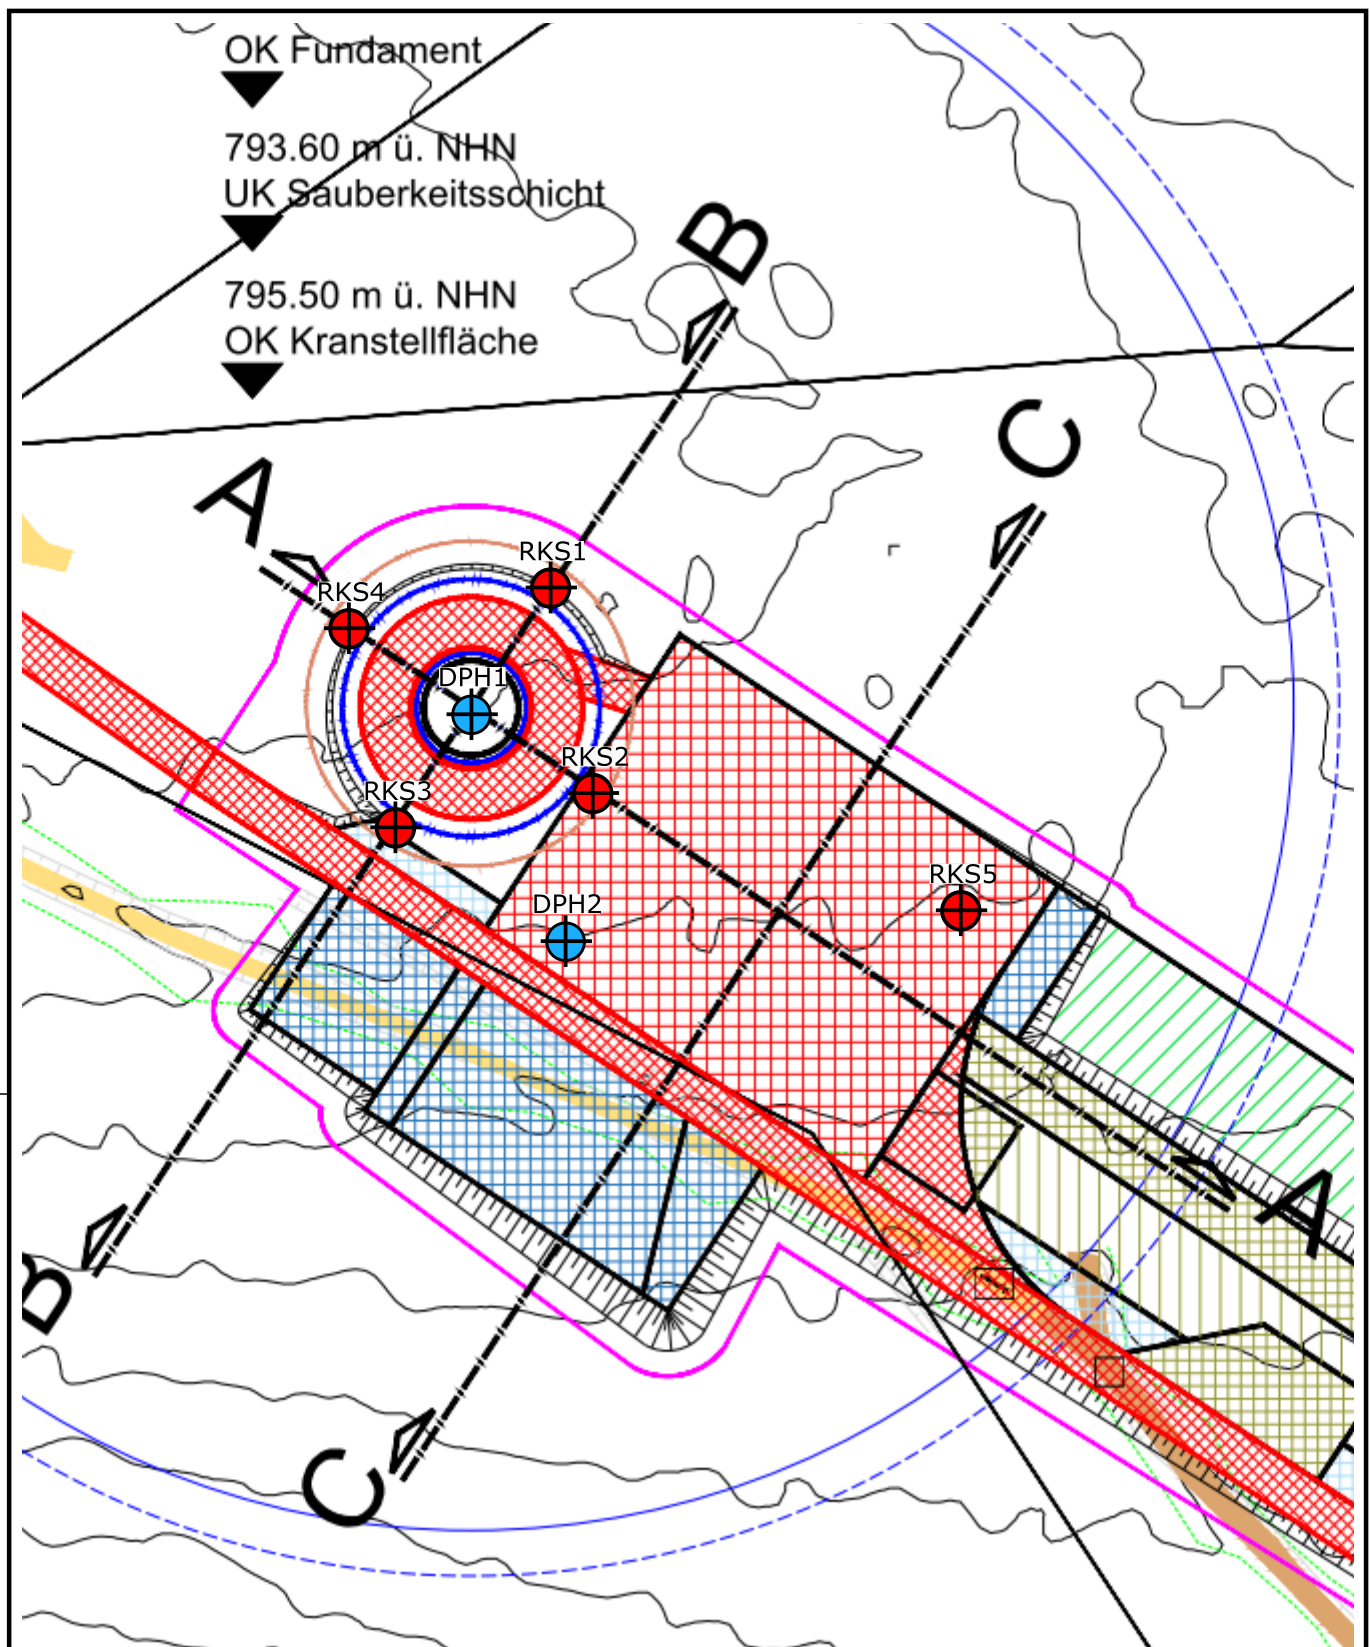 OK Fundament
793.60 m ü. NHN
UK Sauberkeitsschicht
795.50 m ü. NHN
OK Kranstellfläche
B
C
A
RKS1
RKS4
DPH1
RKS2
RKS3
RKS5
DPH2
A
B
C